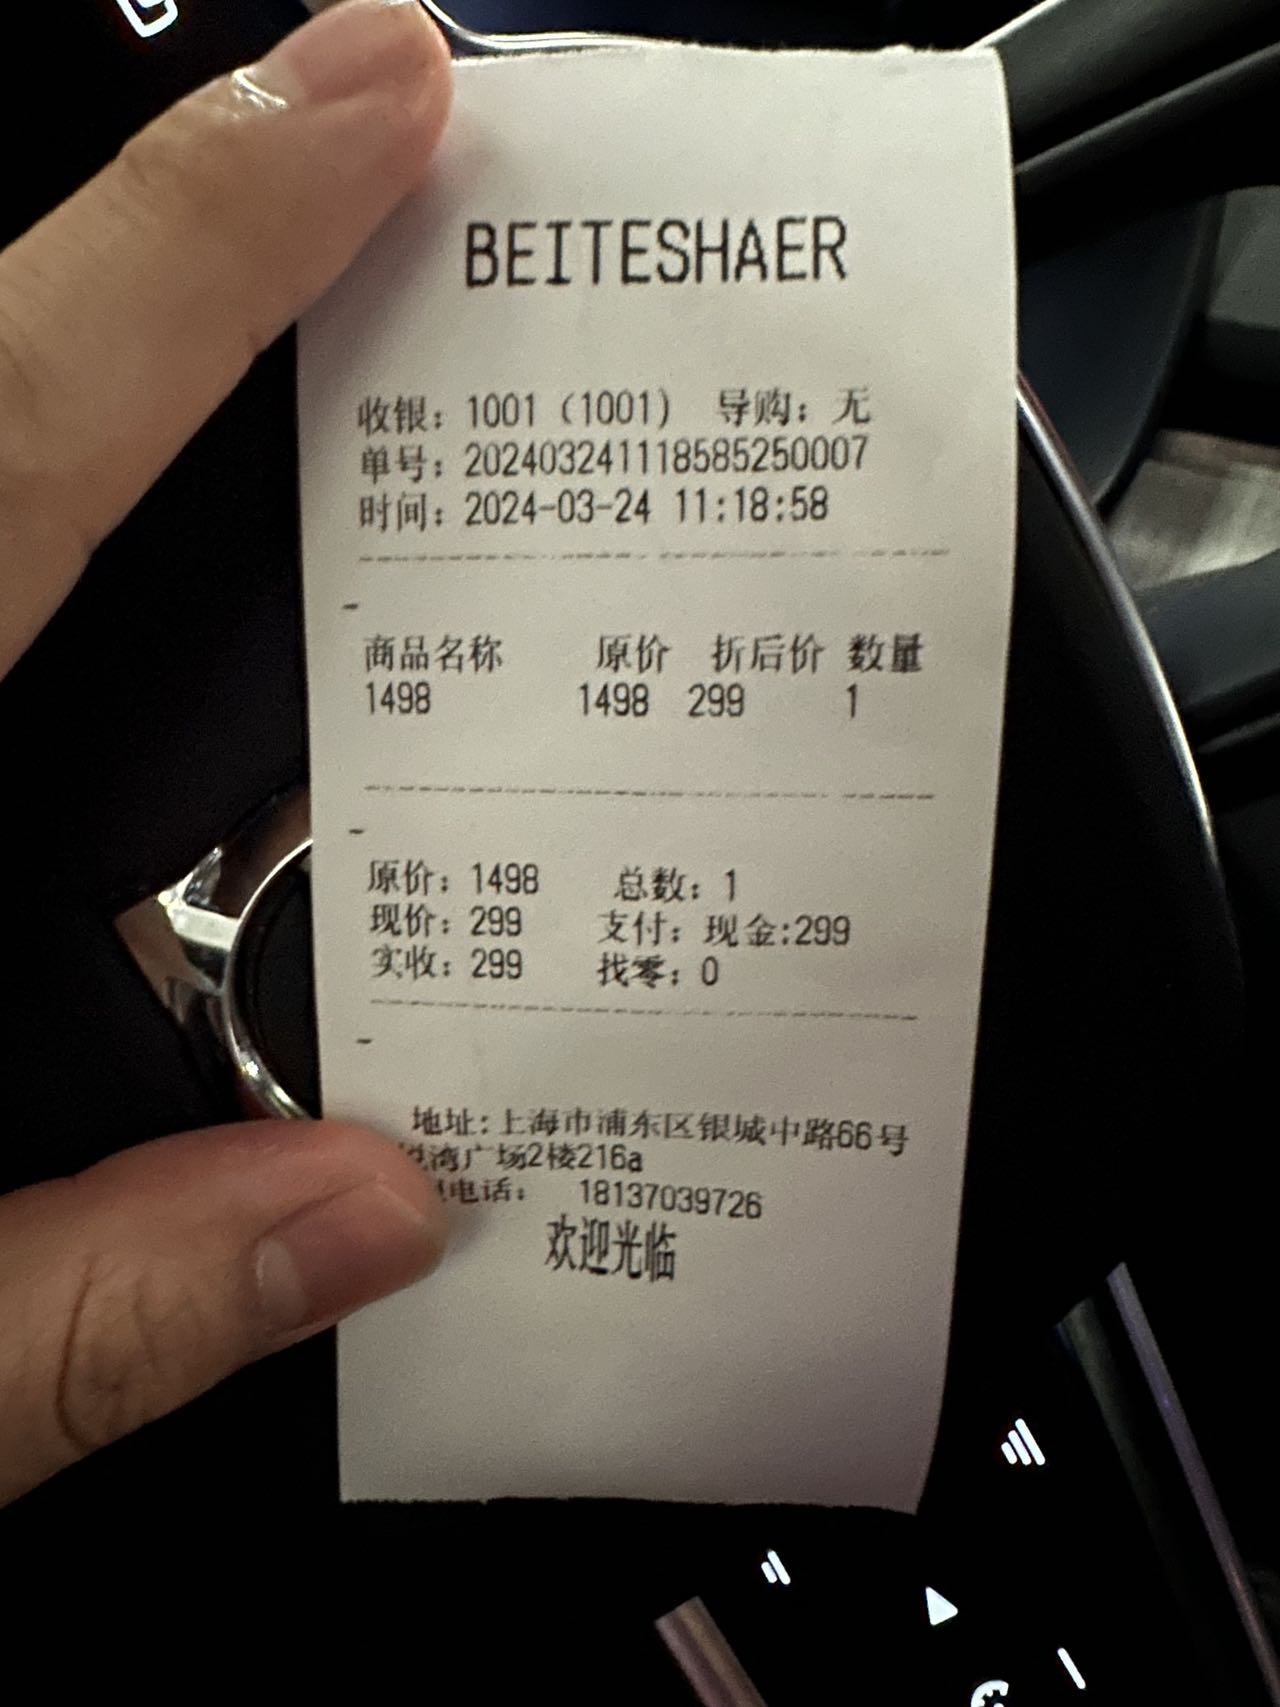 BEITESHAER
收银：1001（1001） 导购：无
单号：20240324111858525​0007
时间：2024-03-24 11:18:58
商品名称 原价 折后价 数量
1498 1498 299 1
原价：1498 总数：1
现价：299 支付：现金:299
实收：299 找零：0
地址:上海市浦东区银城中路66号
悦湾广场2楼216a
电话： 18137039726
欢迎光临